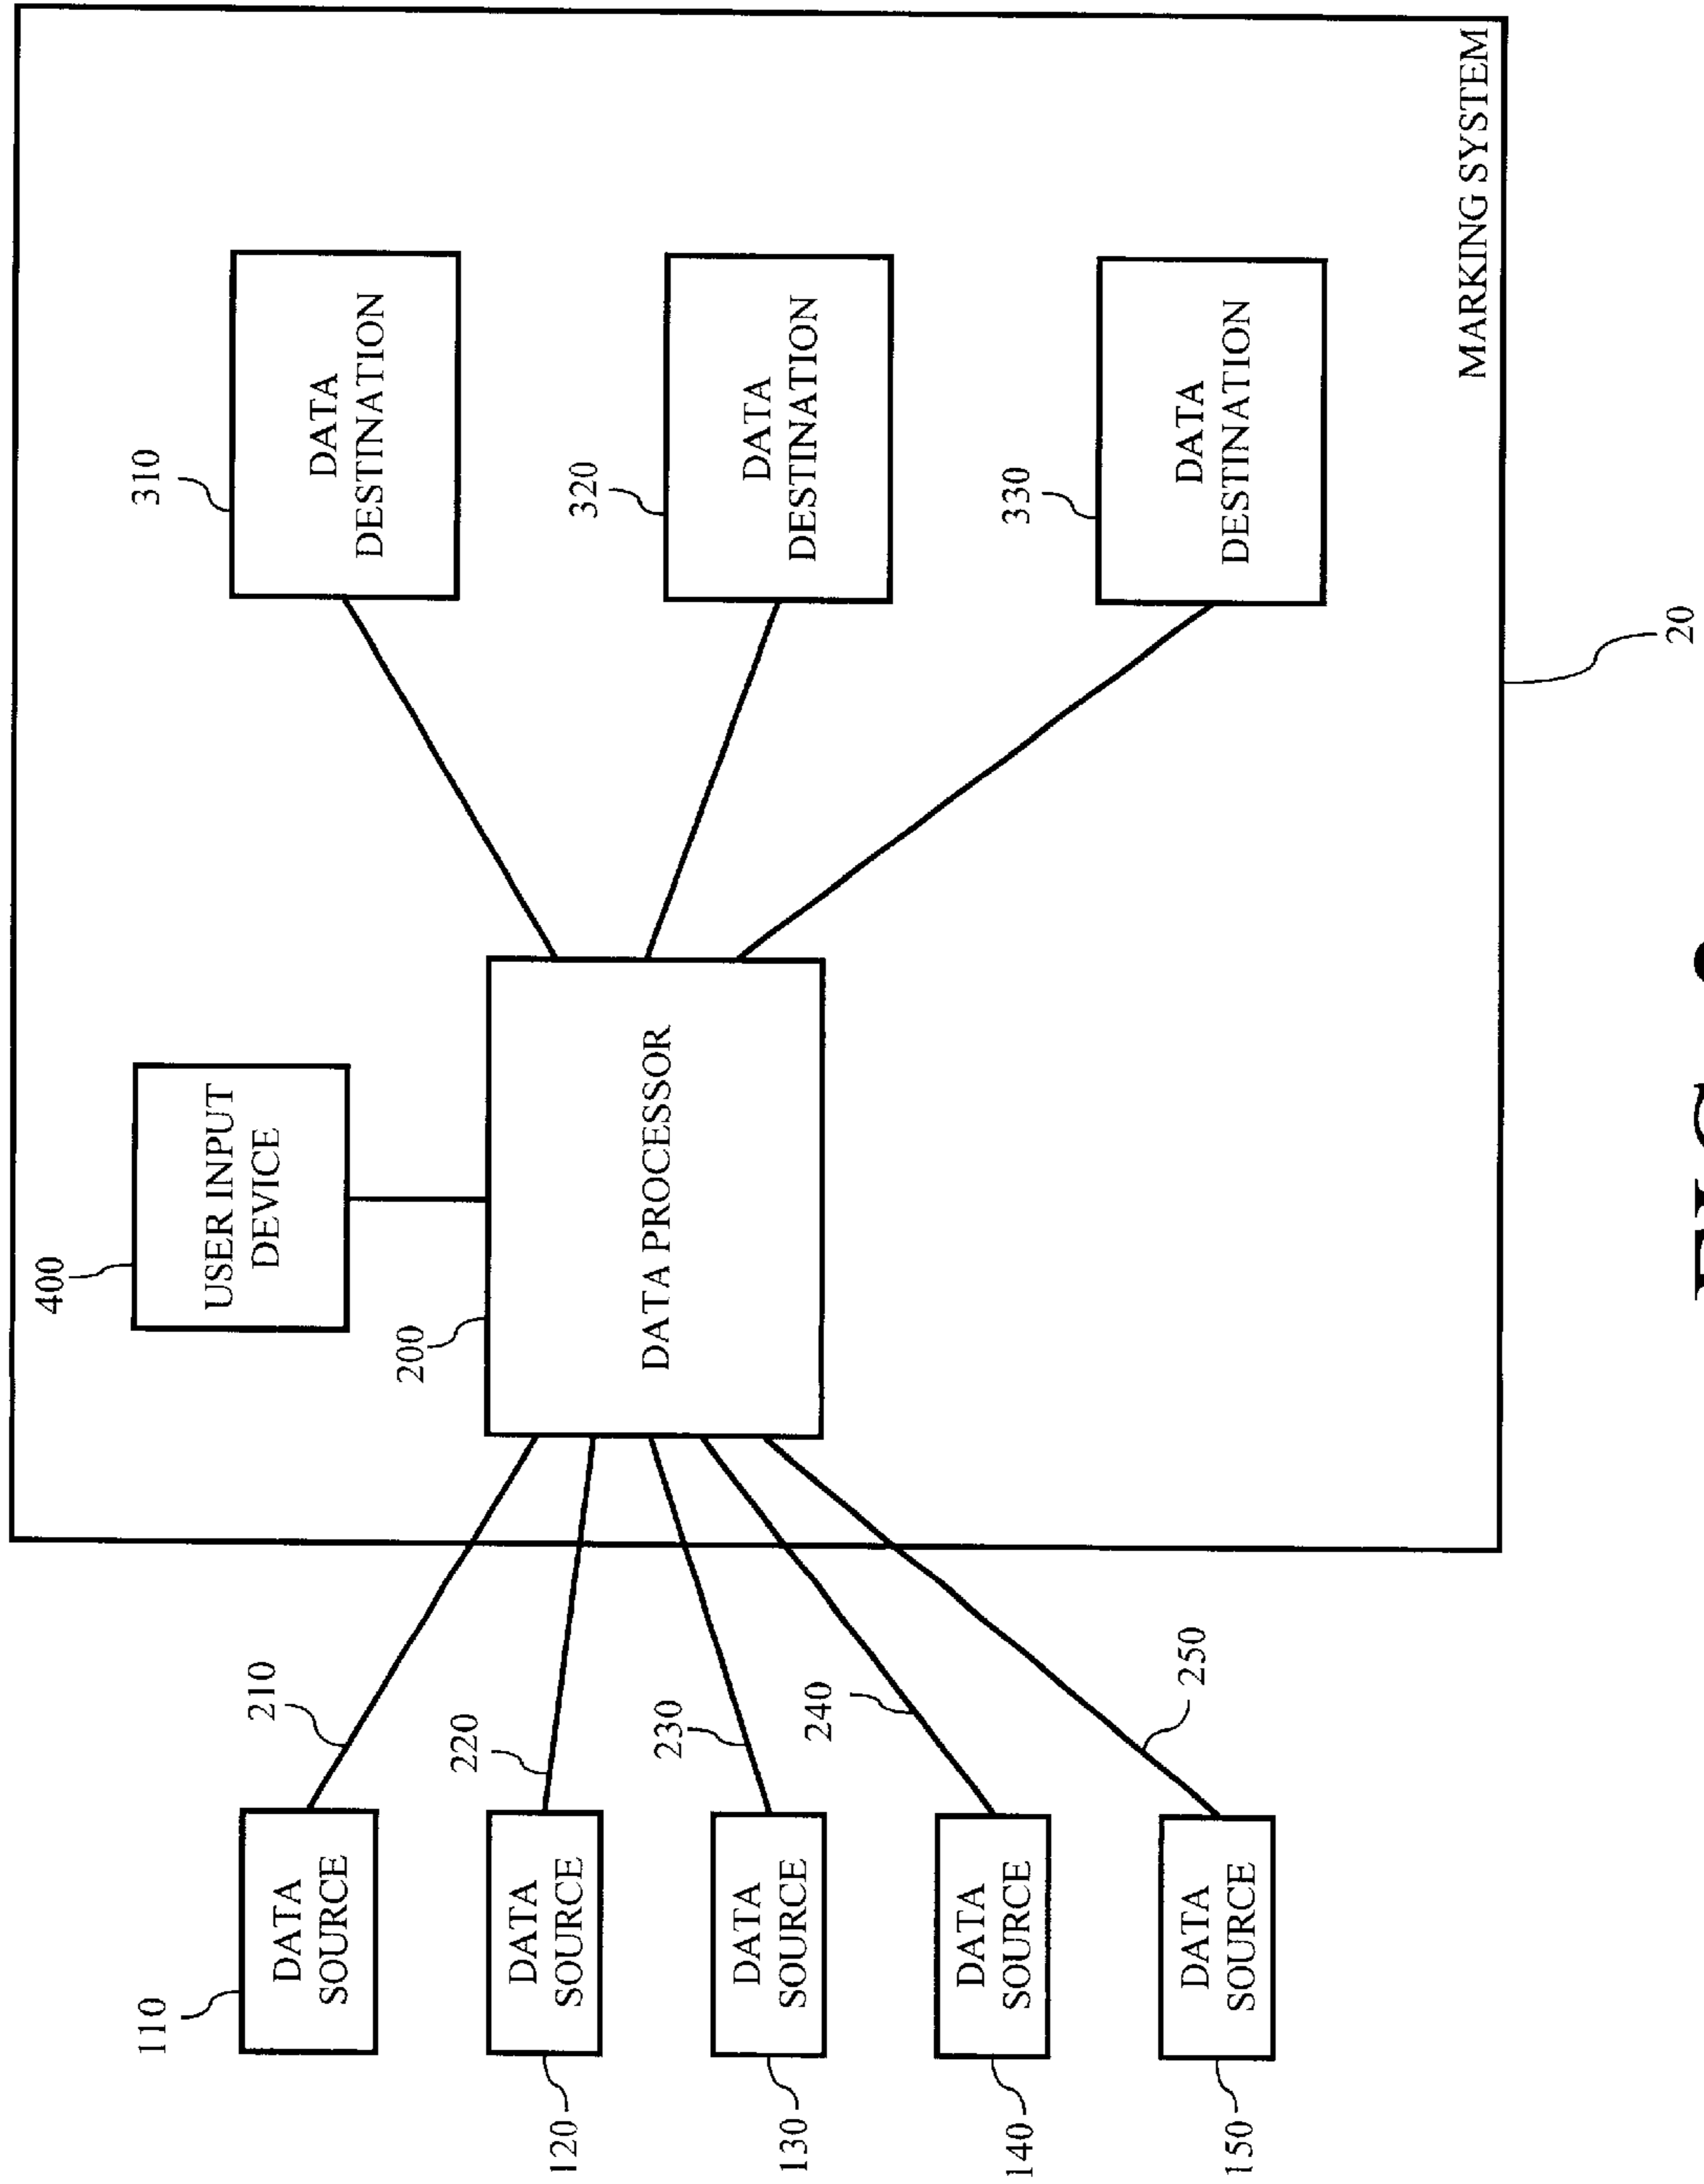 400
USER INPUT
DEVICE
310
DATA
DESTINATION
110
DATA
SOURCE
210
200
DATA PROCESSOR
120
DATA
SOURCE
220
320
DATA
DESTINATION
130
DATA
SOURCE
230
140
DATA
SOURCE
240
330
DATA
DESTINATION
150
DATA
SOURCE
250
MARKING SYSTEM
20